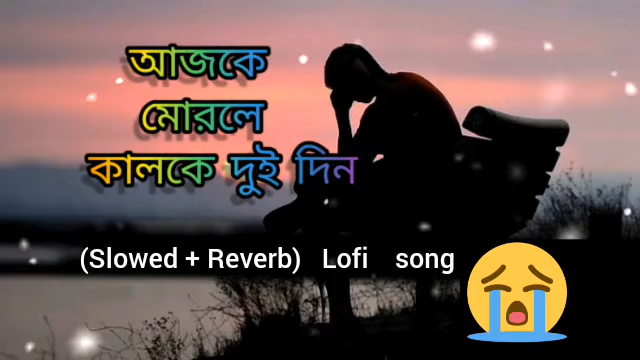 আজকে
মোরলে
কালকে দুই দিন
(Slowed + Reverb) Lofi song